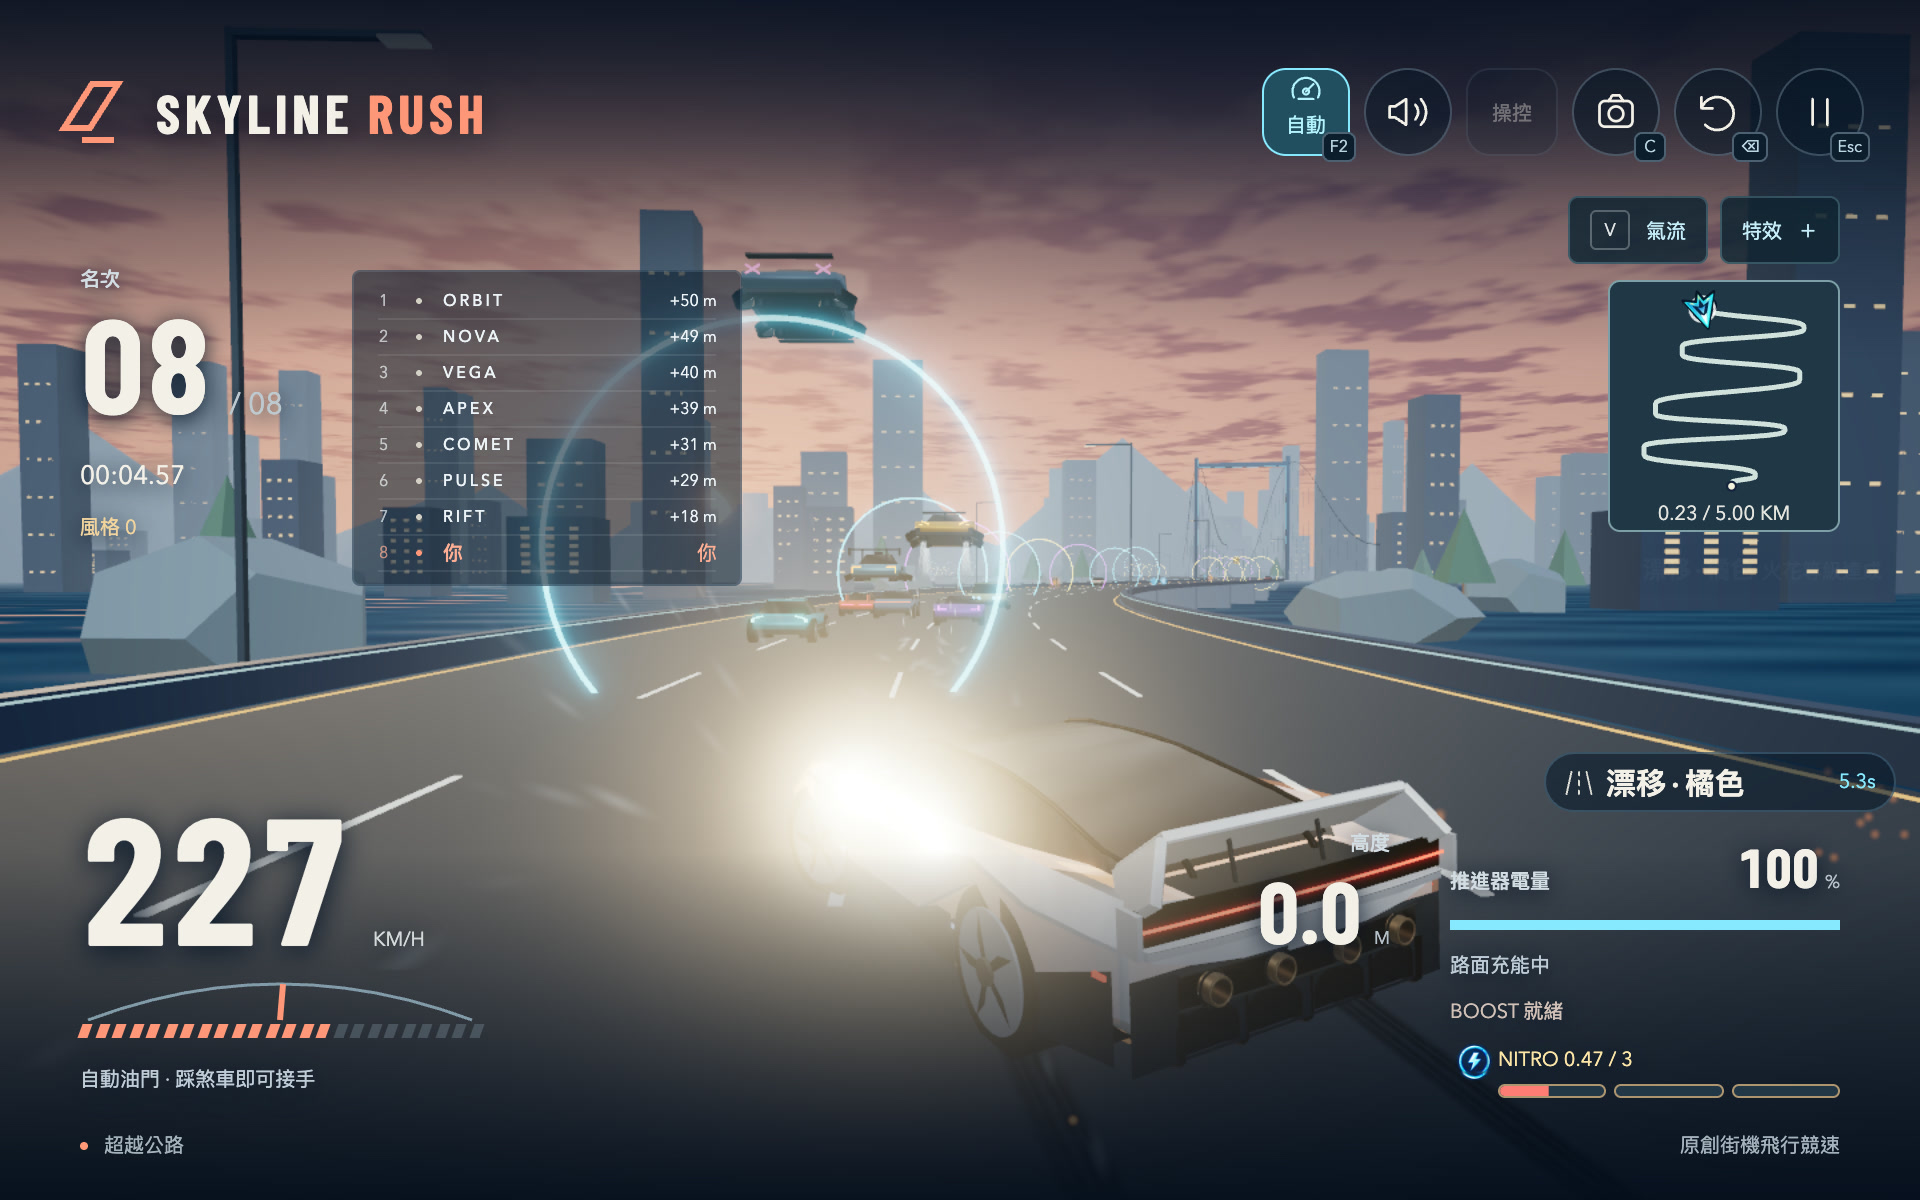 SKYLINE RUSH
自動
F2
操控
C
Esc
V 氣流
特效 +
名次
08 / 08
00:04.57
風格 0
1 • ORBIT +50 m
2 • NOVA +49 m
3 • VEGA +40 m
4 • APEX +39 m
5 • COMET +31 m
6 • PULSE +29 m
7 • RIFT +18 m
8 • 你 你
0.23 / 5.00 KM
漂移·橘色 5.3s
227 KM/H
自動油門·踩煞車即可接手
• 超越公路
高度
0.0 M
推進器電量 100 %
路面充能中
BOOST 就緒
NITRO 0.47 / 3
原創街機飛行競速